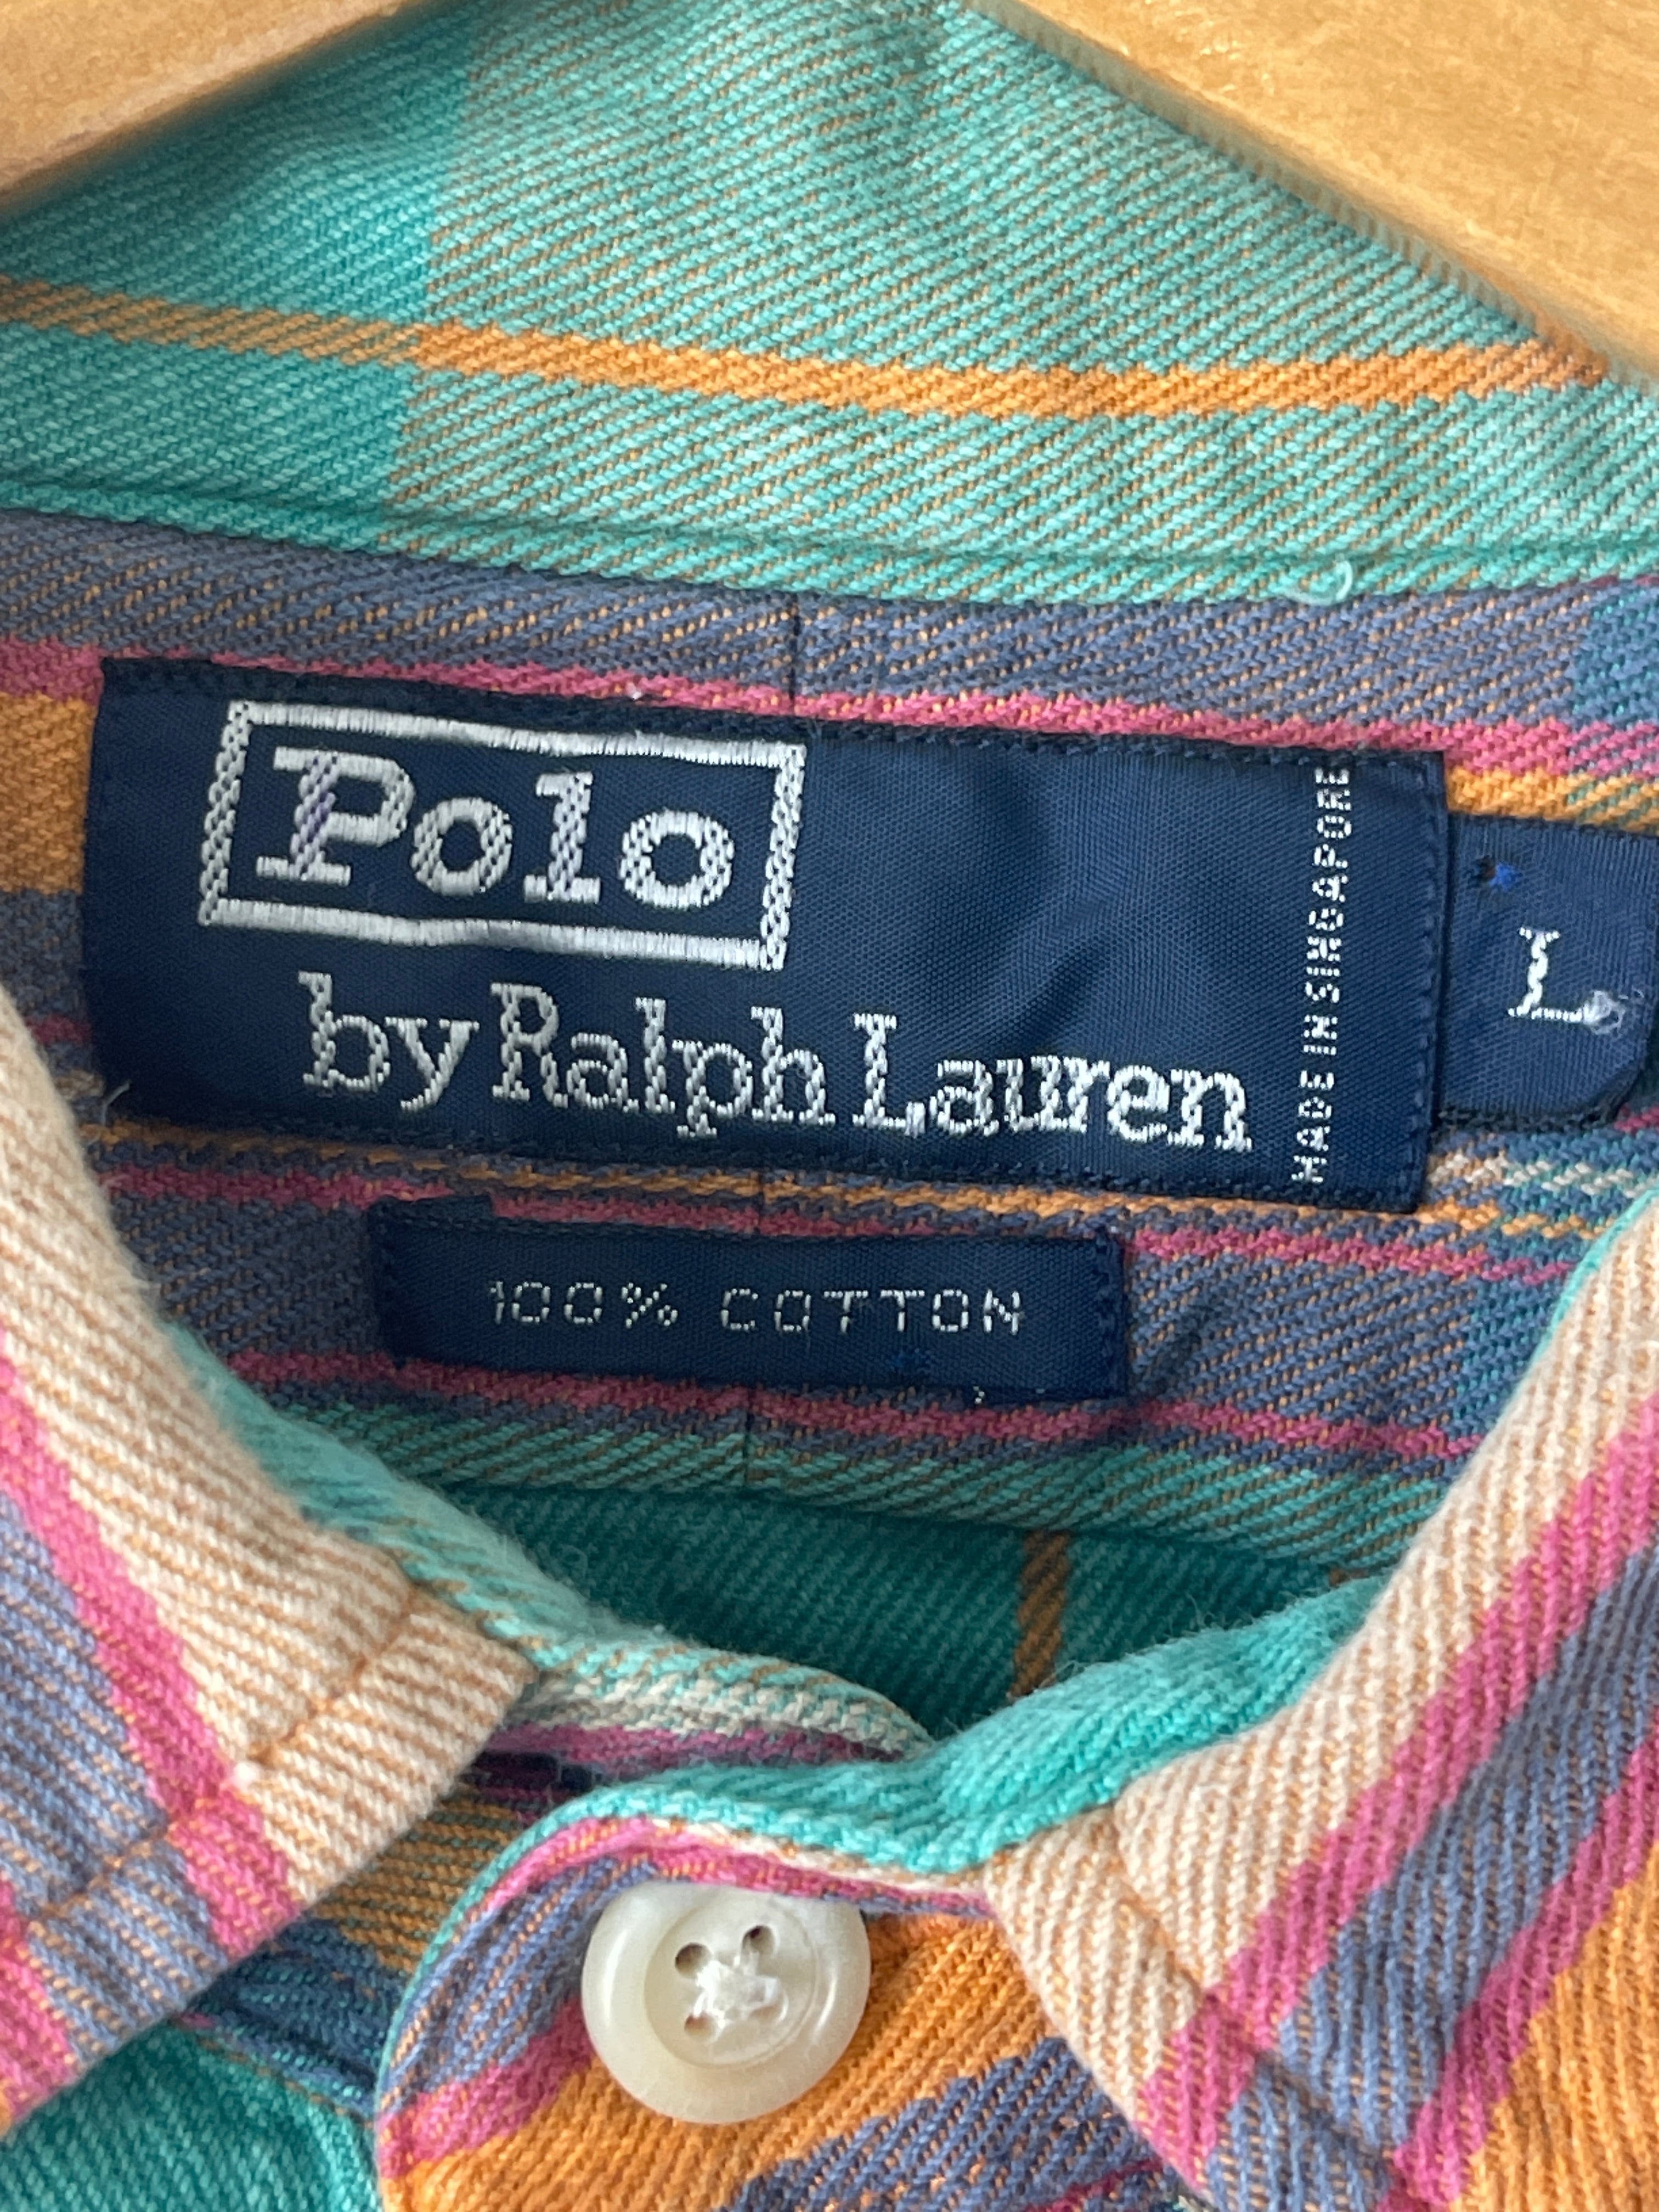 Polo
by Ralph Lauren
MADE IN SINGAPORE
L
100% COTTON